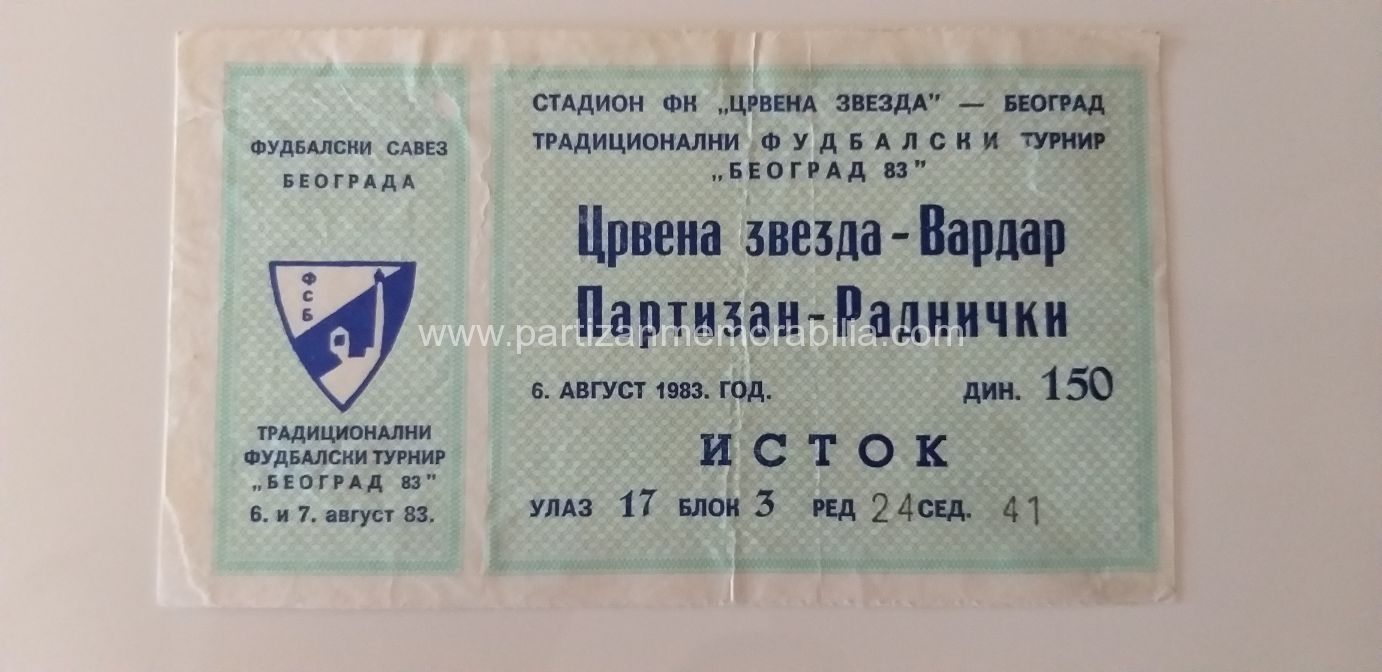 ФУДБАЛСКИ САВЕЗ
БЕОГРАДА
ФСБ
ТРАДИЦИОНАЛНИ
ФУДБАЛСКИ ТУРНИР
„БЕОГРАД 83”
6. и 7. август 83.
СТАДИОН ФК „ЦРВЕНА ЗВЕЗДА” — БЕОГРАД
ТРАДИЦИОНАЛНИ ФУДБАЛСКИ ТУРНИР
„БЕОГРАД 83”
Црвена звезда - Вардар
Партизан - Раднички
www.partizanmemorabilia.com
6. АВГУСТ 1983. ГОД. ДИН. 150
ИСТОК
УЛАЗ 17 БЛОК 3 РЕД 24 СЕД. 41